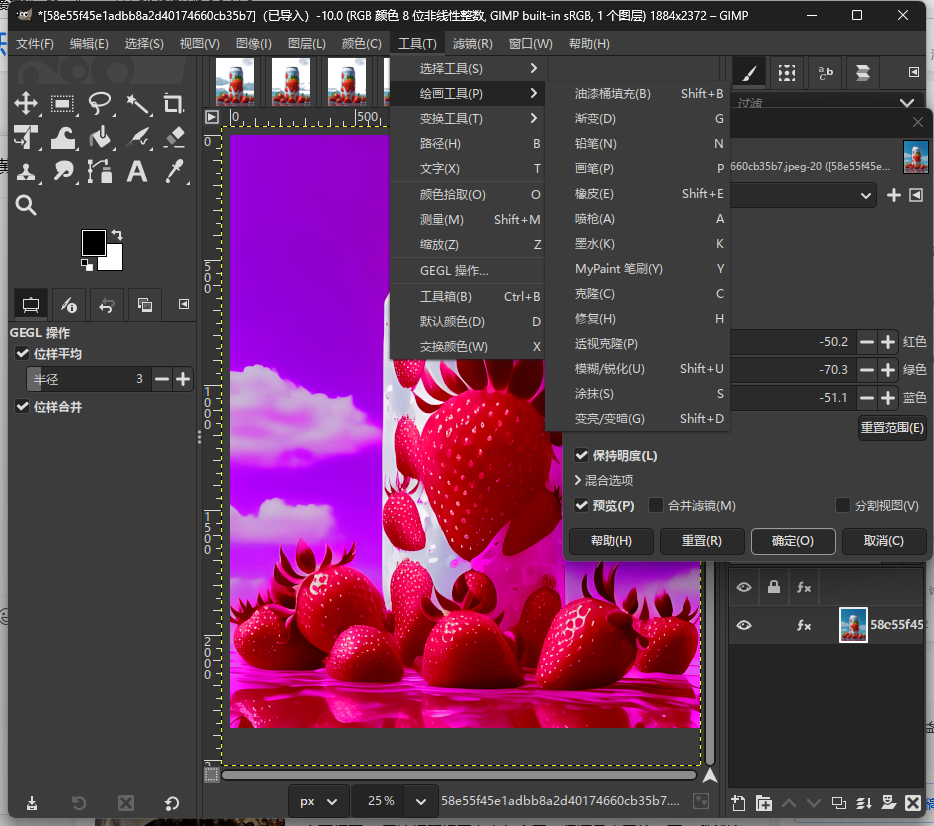 *[58e55f45e1adbb8a2d40174660cb35b7] (已导入) -10.0 (RGB 颜色 8 位非线性整数, GIMP built-in sRGB, 1 个图层) 1884x2372 – GIMP
文件(F) 编辑(E) 选择(S) 视图(V) 图像(I) 图层(L) 颜色(C) 工具(T) 滤镜(R) 窗口(W) 帮助(H)
选择工具(S)
绘画工具(P)
变换工具(T)
路径(H) B
文字(X) T
颜色拾取(O) O
测量(M) Shift+M
缩放(Z) Z
GEGL 操作...
工具箱(B) Ctrl+B
默认颜色(D) D
交换颜色(W) X
油漆桶填充(B) Shift+B
渐变(D) G
铅笔(N) N
画笔(P) P
橡皮(E) Shift+E
喷枪(A) A
墨水(K) K
MyPaint 笔刷(Y) Y
克隆(C) C
修复(H) H
透视克隆(P)
模糊/锐化(U) Shift+U
涂抹(S) S
变亮/变暗(G) Shift+D
GEGL 操作
位样平均
半径 3
位样合并
0 500
0
500
1000
1500
2000
过滤
660cb35b7.jpeg-20 ([58e55f45e...
-50.2 红色
-70.3 绿色
-51.1 蓝色
重置范围(E)
保持明度(L)
混合选项
预览(P) 合并滤镜(M) 分割视图(V)
帮助(H) 重置(R) 确定(O) 取消(C)
fx
fx 58e55f45
px 25% 58e55f45e1adbb8a2d40174660cb35b7....